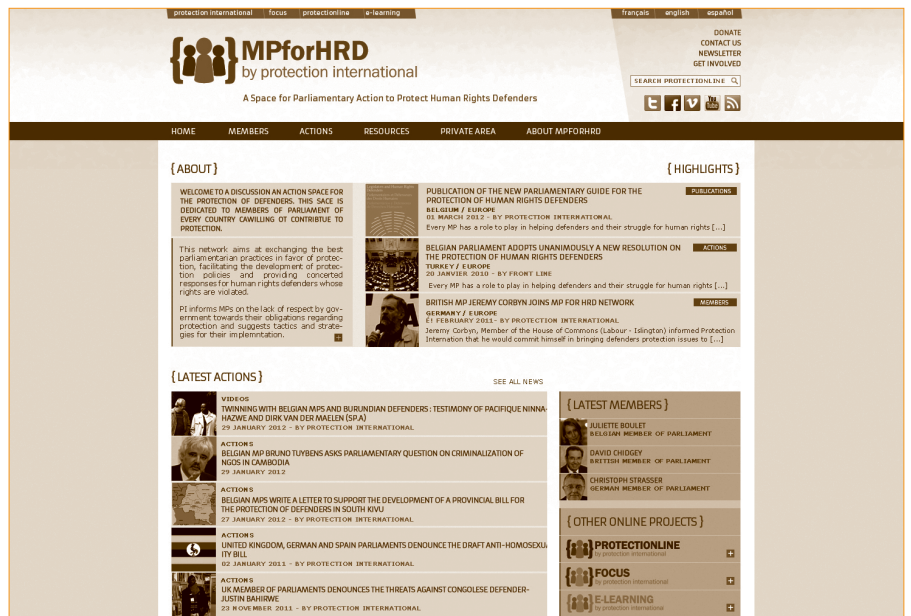 protection international focus protectionline e-learning
français english español
{MPforHRD
by protection international
A Space for Parliamentary Action to Protect Human Rights Defenders
DONATE
CONTACT US
NEWSLETTER
GET INVOLVED
SEARCH PROTECTIONLINE
HOME MEMBERS ACTIONS RESOURCES PRIVATE AREA ABOUT MPFORHRD
{ ABOUT }
WELCOME TO A DISCUSSION AN ACTION SPACE FOR
THE PROTECTION OF DEFENDERS. THIS SACE IS
DEDICATED TO MEMBERS OF PARLIAMENT OF
EVERY COUNTRY CAWILLING OT CONTRIBTUE TO
PROTECTION.
This network aims at exchanging the best
parliamentarian practices in favor of protec-
tion, facilitating the development of protec-
tion policies and providing concerted
responses for human rights defenders whose
rights are violated.
PI informs MPs on the lack of respect by gov-
ernment towards their obligations regarding
protection and suggests tactics and strate-
gies for their implemntation.
{ HIGHLIGHTS }
PUBLICATION OF THE NEW PARLIAMENTARY GUIDE FOR THE
PROTECTION OF HUMAN RIGHTS DEFENDERS
PUBLICATIONS
BELGIUM / EUROPE
01 MARCH 2012 - BY PROTECTION INTERNATIONAL
Every MP has a role to play in helping defenders and their struggle for human rights [...]
BELGIAN PARLIAMENT ADOPTS UNANIMOUSLY A NEW RESOLUTION ON
THE PROTECTION OF HUMAN RIGHTS DEFENDERS
ACTIONS
TURKEY / EUROPE
20 JANVIER 2010 - BY FRONT LINE
Every MP has a role to play in helping defenders and their struggle for human rights [...]
BRITISH MP JEREMY CORBYN JOINS MP FOR HRD NETWORK
MEMBERS
GERMANY / EUROPE
É! FEBRUARY 2011- BY PROTECTION INTERNATIONAL
Jeremy Corbyn, Member of the House of Commons (Labour - Islington) informed Protection
Internation that he would commit himself in bringing defenders protection issues to [...]
{ LATEST ACTIONS }
SEE ALL NEWS
VIDEOS
TWINNING WITH BELGIAN MPS AND BURUNDIAN DEFENDERS : TESTIMONY OF PACIFIQUE NINNA-
HAZWE AND DIRK VAN DER MAELEN (SP.A)
29 JANUARY 2012 - BY PROTECTION INTERNATIONAL
ACTIONS
BELGIAN MP BRUNO TUYBENS ASKS PARLIAMENTARY QUESTION ON CRIMINALIZATION OF
NGOS IN CAMBODIA
29 JANUARY 2012
ACTIONS
BELGIAN MPS WRITE A LETTER TO SUPPORT THE DEVELOPMENT OF A PROVINCIAL BILL FOR
THE PROTECTION OF DEFENDERS IN SOUTH KIVU
27 JANUARY 2012 - BY PROTECTION INTERNATIONAL
ACTIONS
UNITED KINGDOM, GERMAN AND SPAIN PARLIAMENTS DENOUNCE THE DRAFT ANTI-HOMOSEXUA
ITY BILL
02 JANUARY 2011 - BY PROTECTION INTERNATIONAL
ACTIONS
UK MEMBER OF PARLIAMENTS DENOUNCES THE THREATS AGAINST CONGOLESE DEFENDER-
JUSTIN BAHIRWE
23 NOVEMBER 2011 - BY PROTECTION INTERNATIONAL
{ LATEST MEMBERS }
JULIETTE BOULET
BELGIAN MEMBER OF PARLIAMENT
DAVID CHIDGEY
BRITISH MEMBER OF PARLIAMENT
CHRISTOPH STRASSER
GERMAN MEMBER OF PARLIAMENT
{ OTHER ONLINE PROJECTS }
PROTECTIONLINE
by protection international
FOCUS
by protection international
E-LEARNING
by protection international